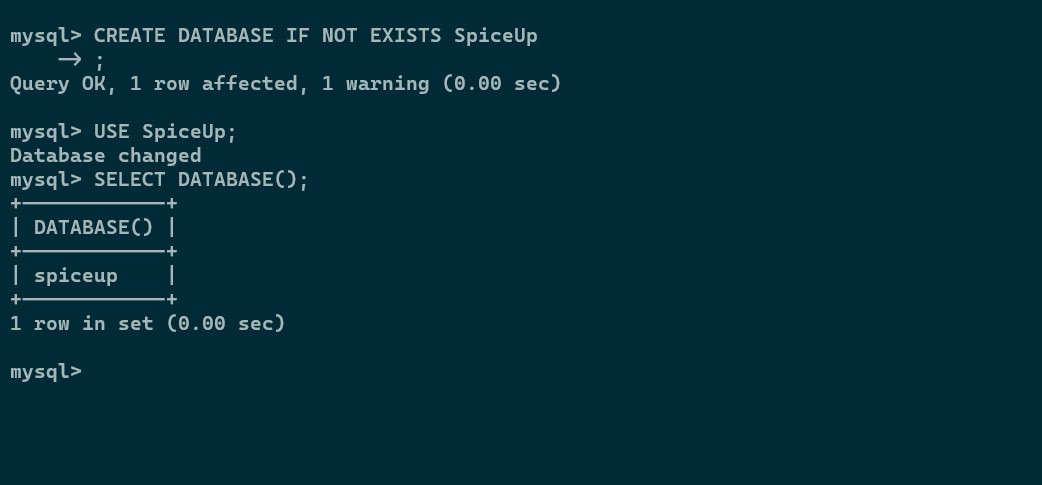 mysql> CREATE DATABASE IF NOT EXISTS SpiceUp
    -> ;
Query OK, 1 row affected, 1 warning (0.00 sec)
mysql> USE SpiceUp;
Database changed
mysql> SELECT DATABASE();
+------------+
| DATABASE() |
+------------+
| spiceup    |
+------------+
1 row in set (0.00 sec)
mysql>